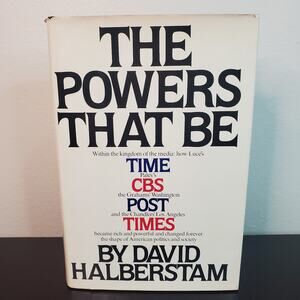 THE
POWERS
THAT BE
Within the kingdom of the media: how Luce's
TIME
Paley's
CBS
the Grahams' Washington
POST
and the Chandlers' Los Angeles
TIMES
became rich and powerful and changed forever
the shape of American politics and society
BY DAVID
HALBERSTAM